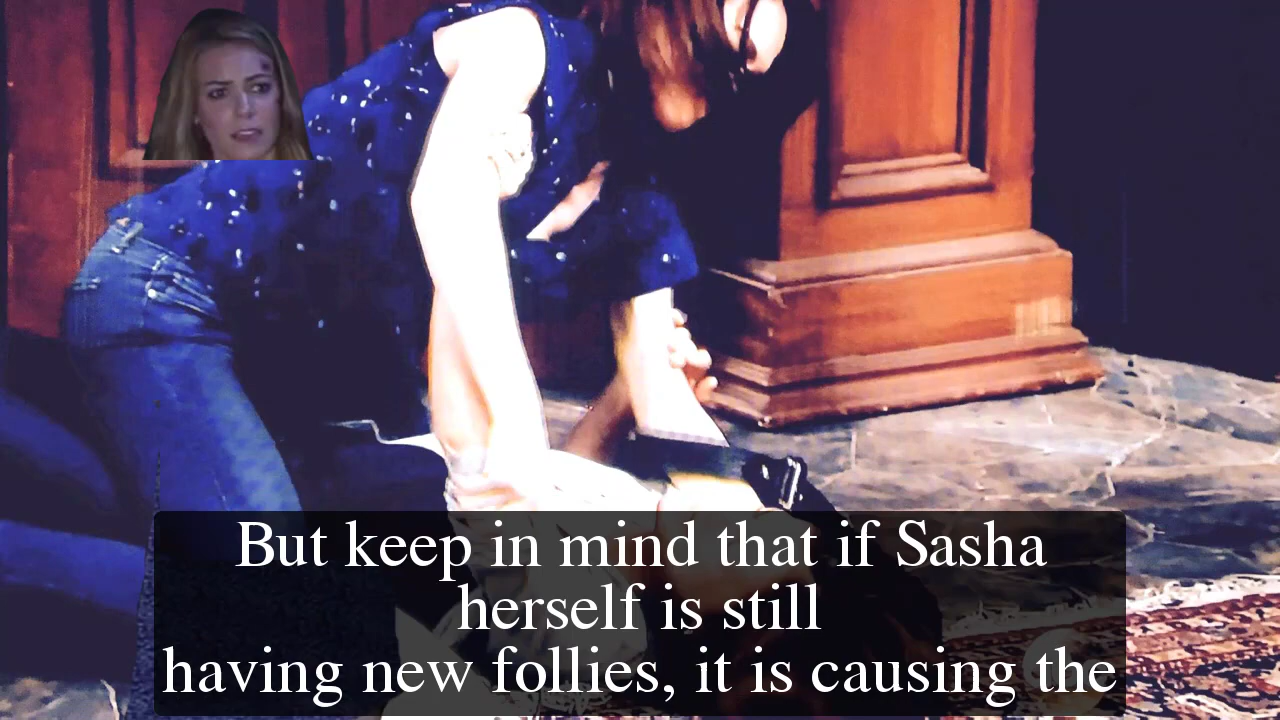 But keep in mind that if Sasha
herself is still
having new follies, it is causing the